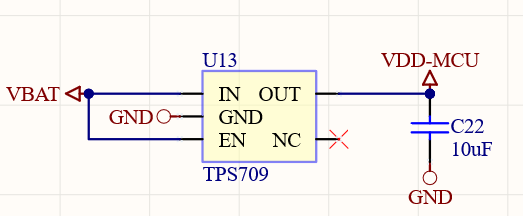 U13
VDD-MCU
VBAT
IN OUT
GND
GND
EN NC
C22
10uF
TPS709
GND